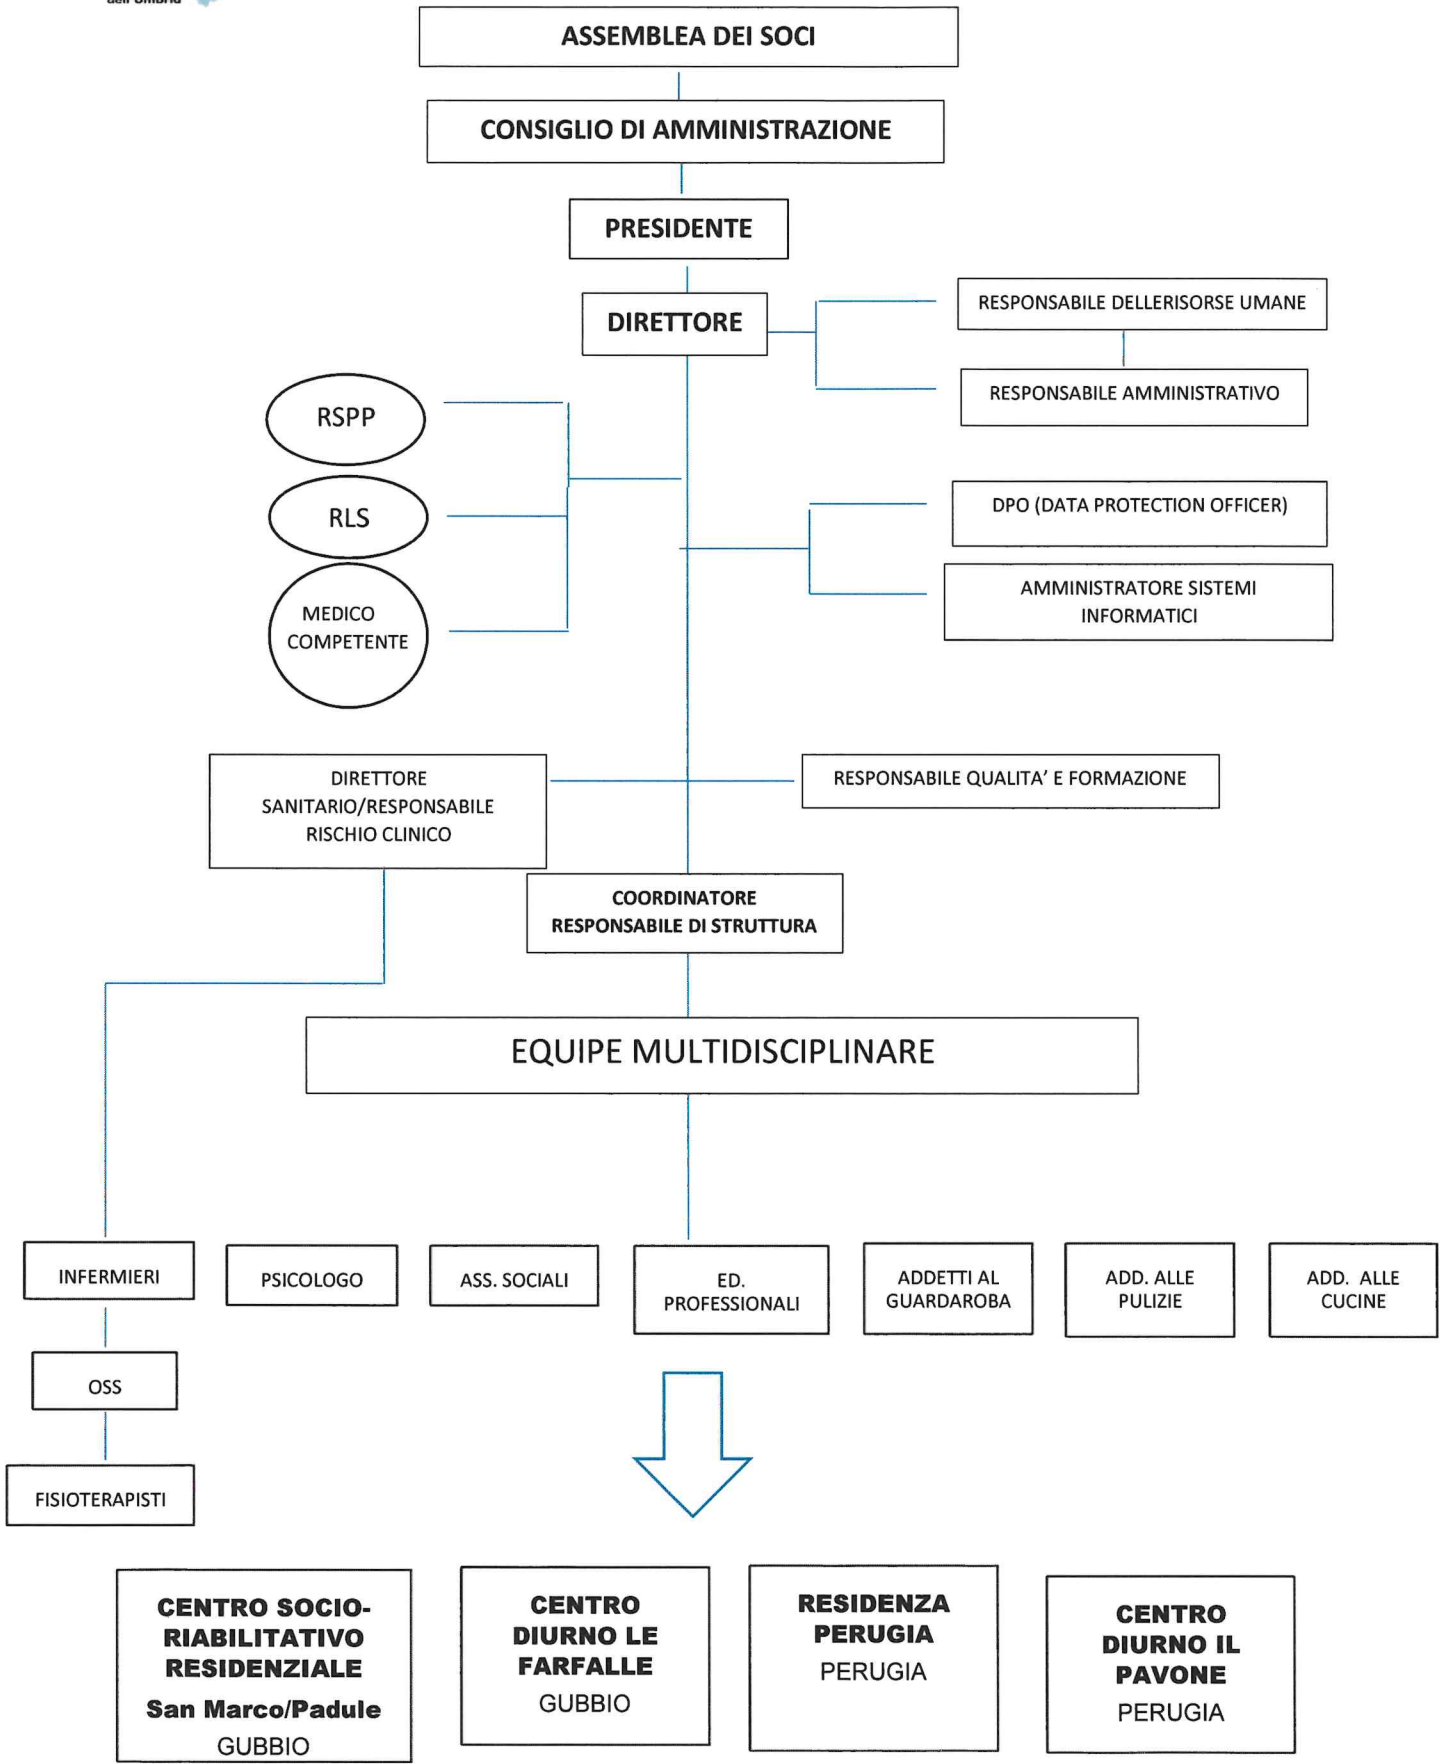 dell'Umbria
ASSEMBLEA DEI SOCI
CONSIGLIO DI AMMINISTRAZIONE
PRESIDENTE
DIRETTORE
RESPONSABILE DELLERISORSE UMANE
RESPONSABILE AMMINISTRATIVO
RSPP
RLS
MEDICO
COMPETENTE
DPO (DATA PROTECTION OFFICER)
AMMINISTRATORE SISTEMI
INFORMATICI
DIRETTORE
SANITARIO/RESPONSABILE
RISCHIO CLINICO
RESPONSABILE QUALITA' E FORMAZIONE
COORDINATORE
RESPONSABILE DI STRUTTURA
EQUIPE MULTIDISCIPLINARE
INFERMIERI
PSICOLOGO
ASS. SOCIALI
ED.
PROFESSIONALI
ADDETTI AL
GUARDAROBA
ADD. ALLE
PULIZIE
ADD. ALLE
CUCINE
OSS
FISIOTERAPISTI
CENTRO SOCIO-
RIABILITATIVO
RESIDENZIALE
San Marco/Padule
GUBBIO
CENTRO
DIURNO LE
FARFALLE
GUBBIO
RESIDENZA
PERUGIA
PERUGIA
CENTRO
DIURNO IL
PAVONE
PERUGIA